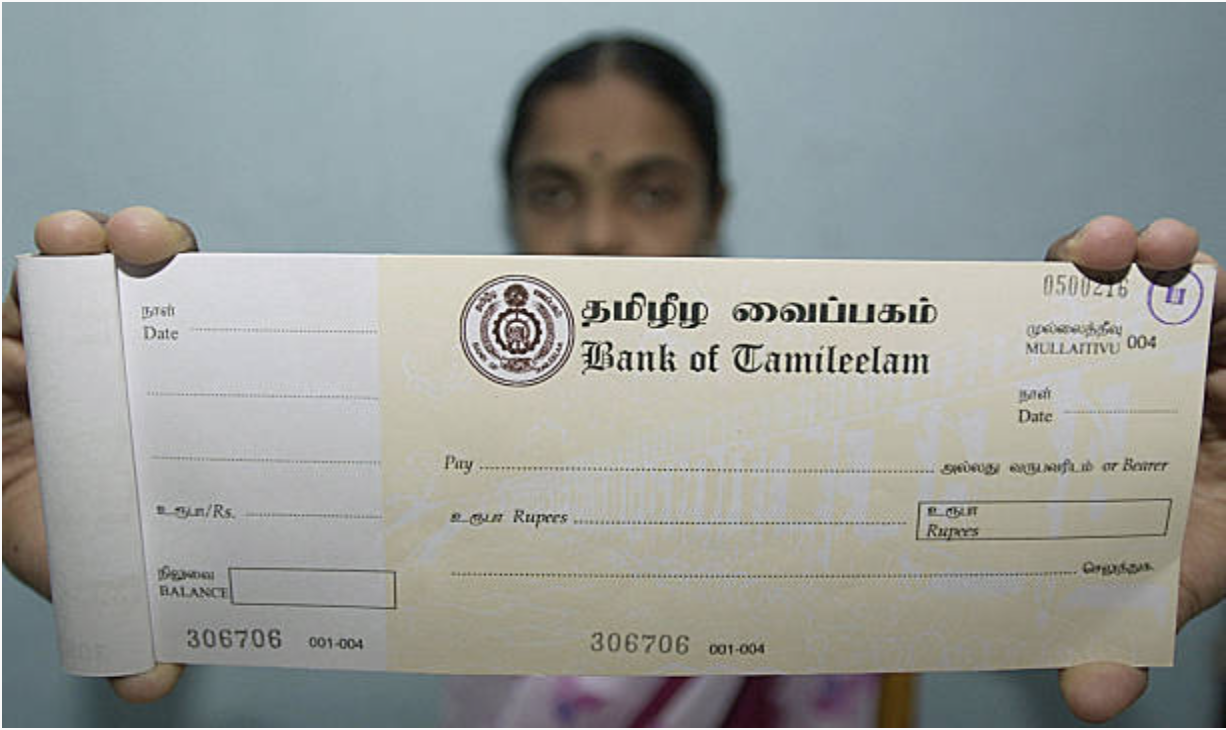 நாள்
Date
உரூபா/Rs.
நிலுவை
BALANCE
306706 001-004
தமிழீழ வைப்பகம்
Bank of Tamileelam
0500216
முல்லைத்தீவு
MULLAITIVU 004
நாள்
Date
Pay அல்லது வருபவரிடம் or Bearer
உரூபா Rupees
உரூபா
Rupees
செலுத்துக
306706 001-004